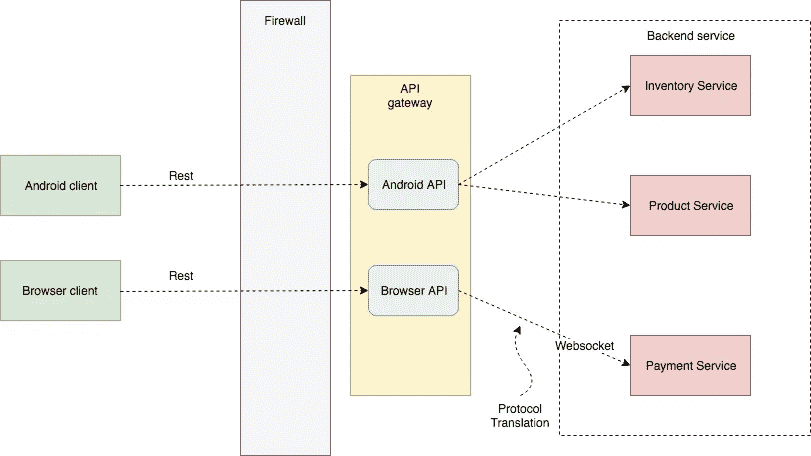 Firewall
Backend service
API
gateway
Inventory Service
Rest
Android client
Android API
Product Service
Rest
Browser client
Browser API
Websocket
Payment Service
Protocol
Translation